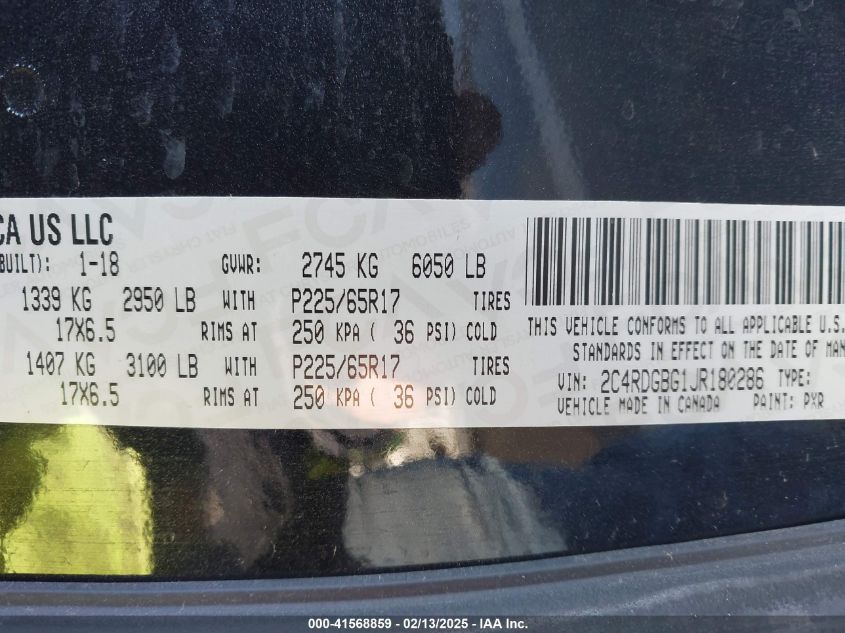 CA US LLC
BUILT): 1-18 GVWR: 2745 KG 6050 LB
1339 KG 2950 LB WITH P225/65R17 TIRES
17X6.5 RIMS AT 250 KPA ( 36 PSI) COLD
1407 KG 3100 LB WITH P225/65R17 TIRES
17X6.5 RIMS AT 250 KPA ( 36 PSI) COLD
THIS VEHICLE CONFORMS TO ALL APPLICABLE U.S.
STANDARDS IN EFFECT ON THE DATE OF MAN
VIN: 2C4RDGBG1JR180286 TYPE:
VEHICLE MADE IN CANADA PAINT: PXR
000-41568859 - 02/13/2025 - IAA Inc.